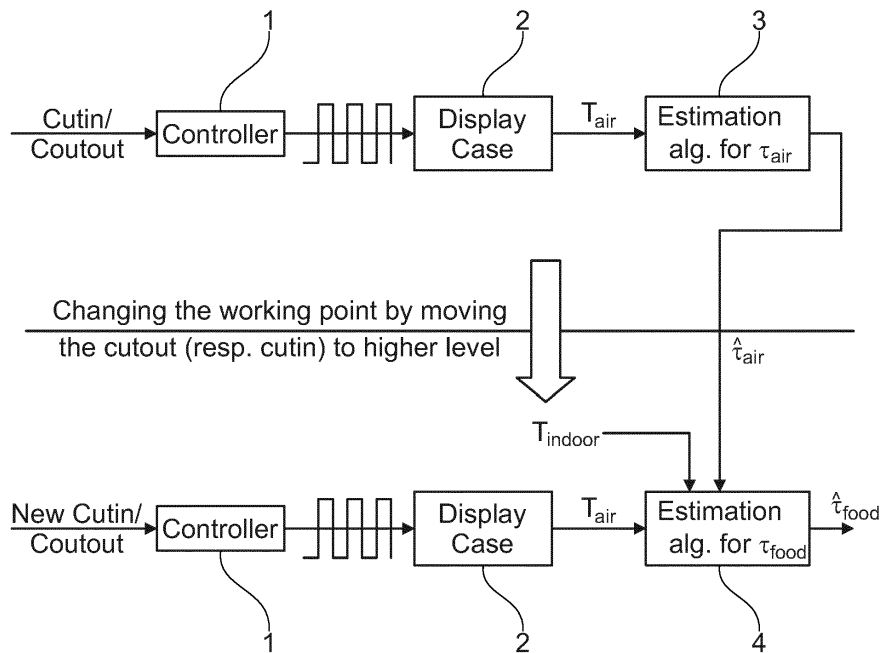 1
2
3
Cutin/
Coutout
Controller
Display
Case
T_air
Estimation
alg. for τ_air
Changing the working point by moving
the cutout (resp. cutin) to higher level
τ̂_air
T_indoor
New Cutin/
Coutout
Controller
Display
Case
T_air
Estimation
alg. for τ_food
τ̂_food
1
2
4